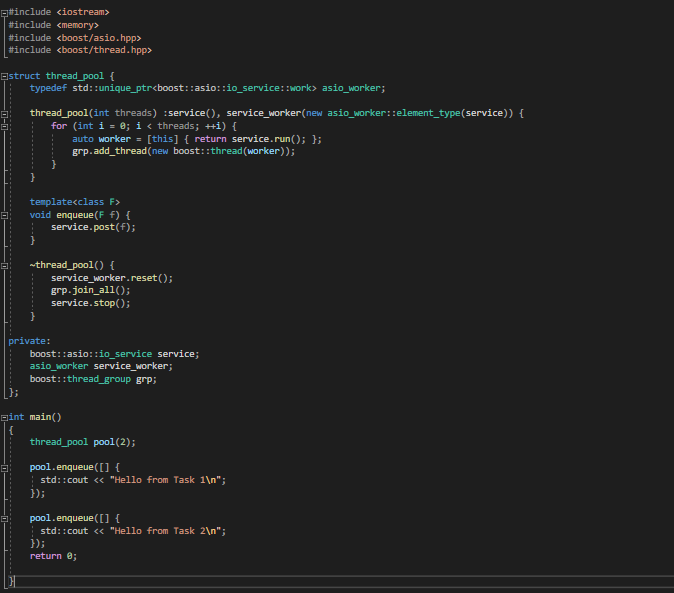 #include <iostream>
#include <memory>
#include <boost/asio.hpp>
#include <boost/thread.hpp>

struct thread_pool {
    typedef std::unique_ptr<boost::asio::io_service::work> asio_worker;

    thread_pool(int threads) :service(), service_worker(new asio_worker::element_type(service)) {
        for (int i = 0; i < threads; ++i) {
            auto worker = [this] { return service.run(); };
            grp.add_thread(new boost::thread(worker));
        }
    }

    template<class F>
    void enqueue(F f) {
        service.post(f);
    }

    ~thread_pool() {
        service_worker.reset();
        grp.join_all();
        service.stop();
    }

private:
    boost::asio::io_service service;
    asio_worker service_worker;
    boost::thread_group grp;
};

int main()
{
    thread_pool pool(2);

    pool.enqueue([] {
      std::cout << "Hello from Task 1\n";
    });

    pool.enqueue([] {
      std::cout << "Hello from Task 2\n";
    });
    return 0;

}